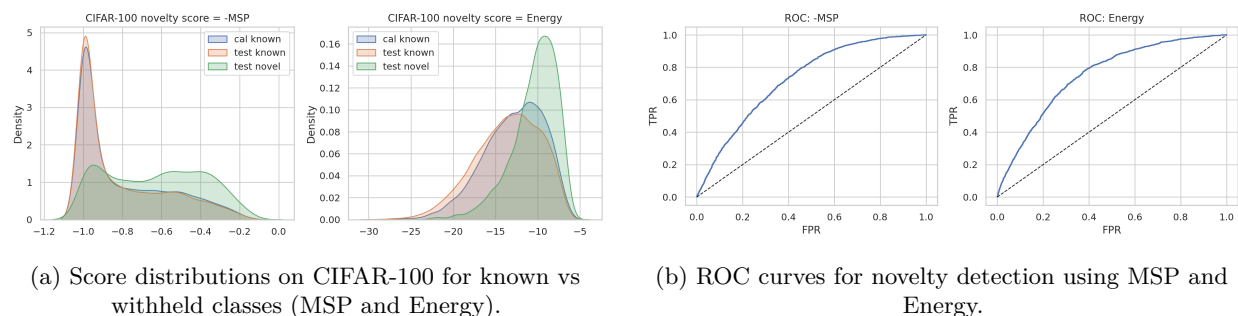 CIFAR-100 novelty score = -MSP
Density
5
4
3
2
1
0
cal known
test known
test novel
−1.2 −1.0 −0.8 −0.6 −0.4 −0.2 0.0
CIFAR-100 novelty score = Energy
Density
0.16
0.14
0.12
0.10
0.08
0.06
0.04
0.02
0.00
cal known
test known
test novel
−30 −25 −20 −15 −10 −5
(a) Score distributions on CIFAR-100 for known vs
withheld classes (MSP and Energy).
ROC: -MSP
TPR
1.0
0.8
0.6
0.4
0.2
0.0
0.0 0.2 0.4 0.6 0.8 1.0
FPR
ROC: Energy
TPR
1.0
0.8
0.6
0.4
0.2
0.0
0.0 0.2 0.4 0.6 0.8 1.0
FPR
(b) ROC curves for novelty detection using MSP and
Energy.